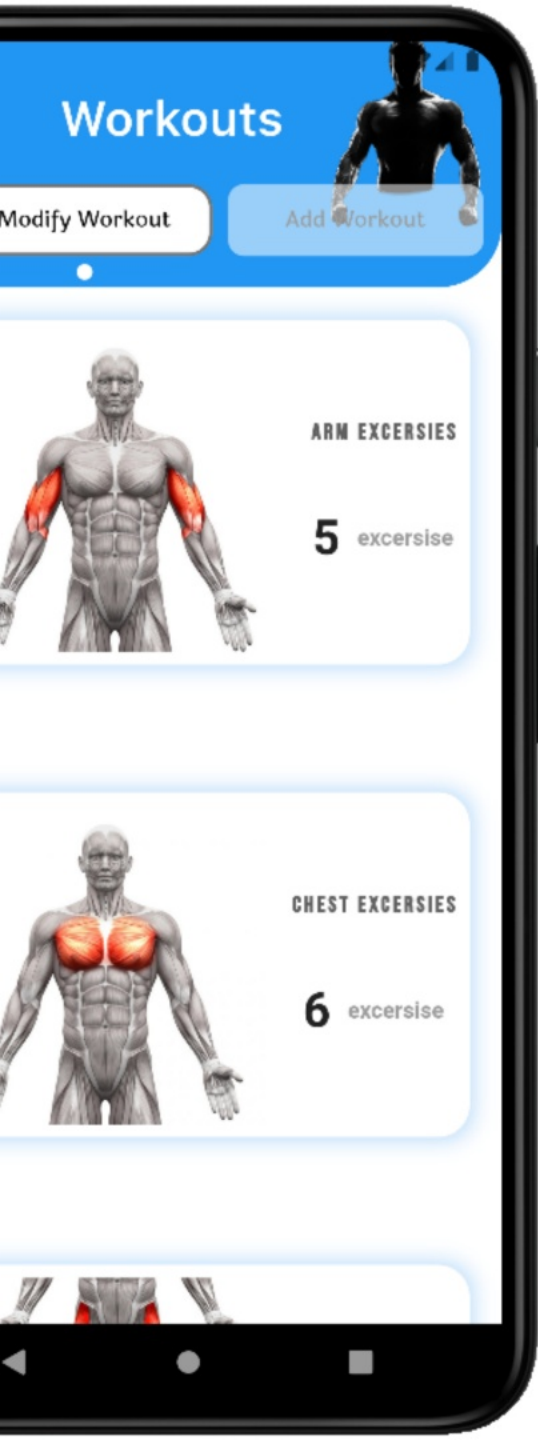 Workouts
Modify Workout
Add Workout
ARM EXCERSIES
5 excersise
CHEST EXCERSIES
6 excersise